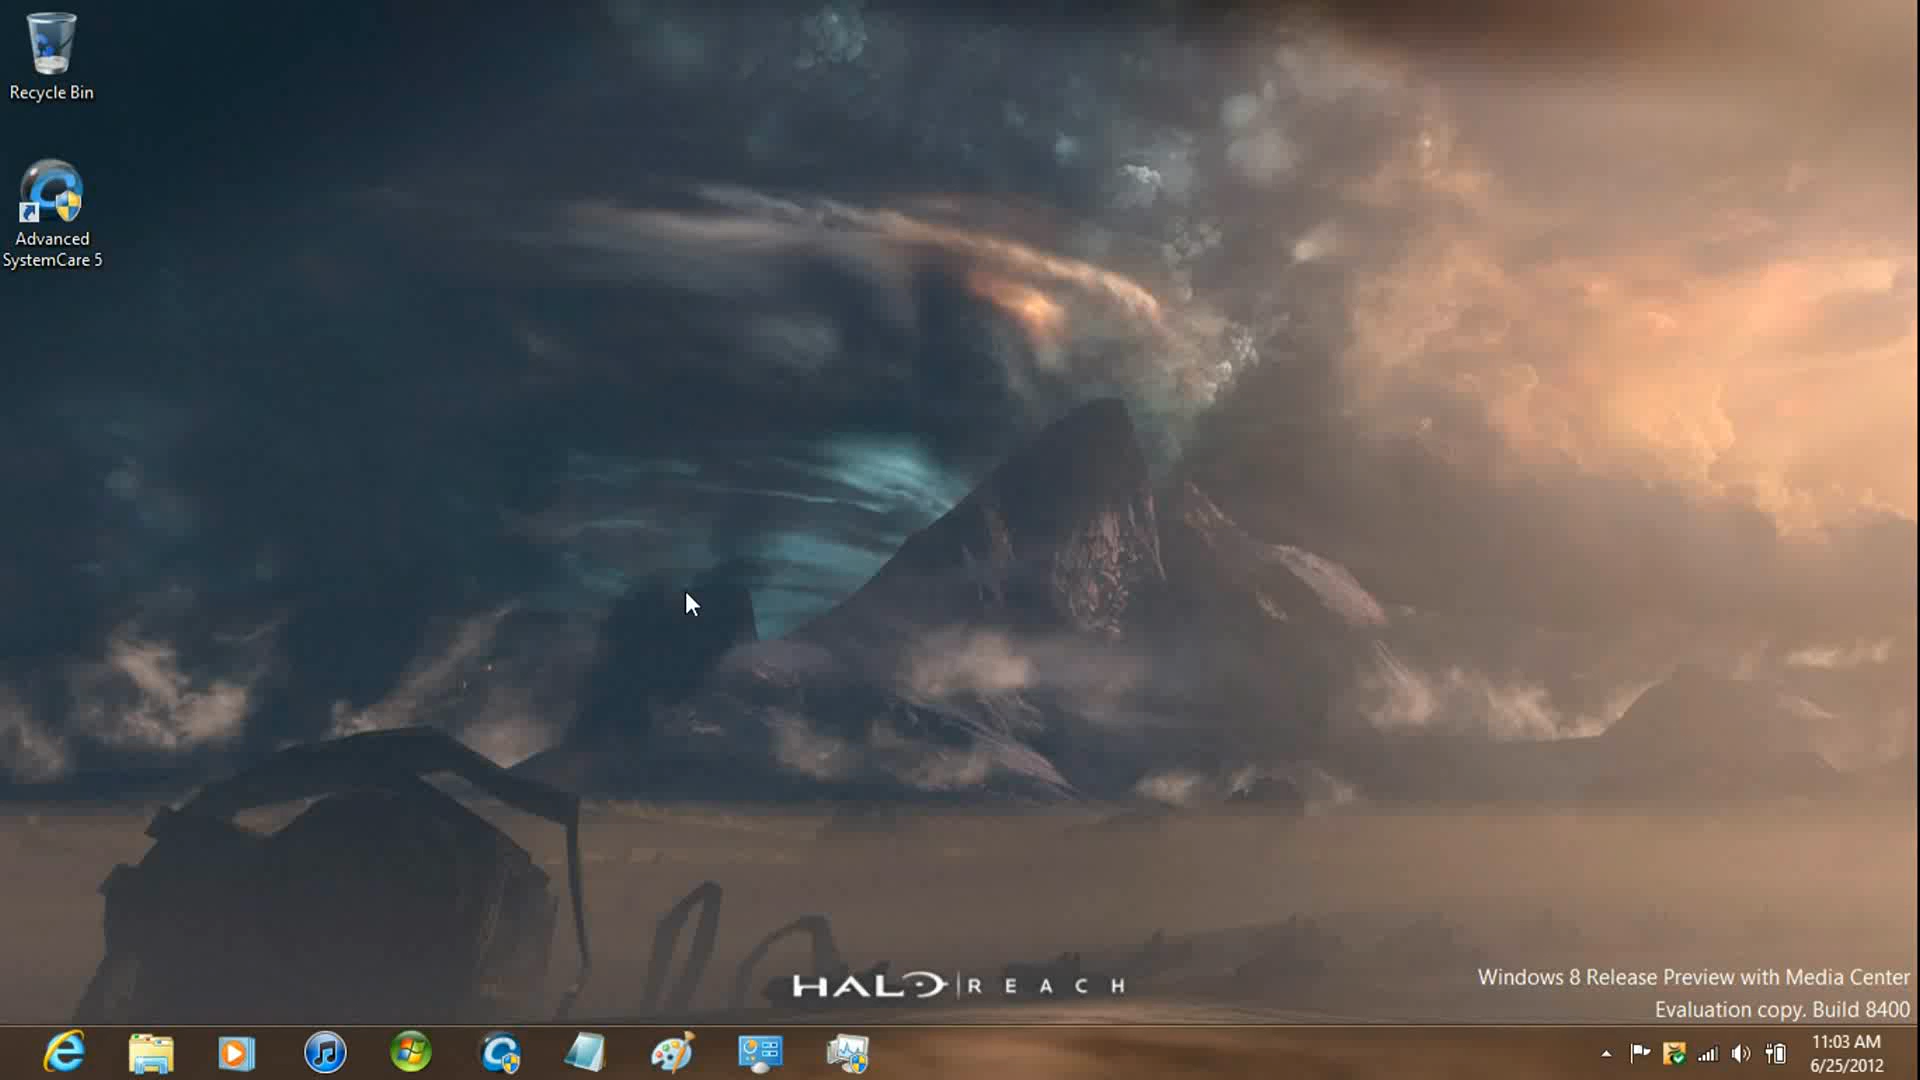 Recycle Bin
Advanced
SystemCare 5
HALO | REACH
Windows 8 Release Preview with Media Center
Evaluation copy. Build 8400
11:03 AM
6/25/2012